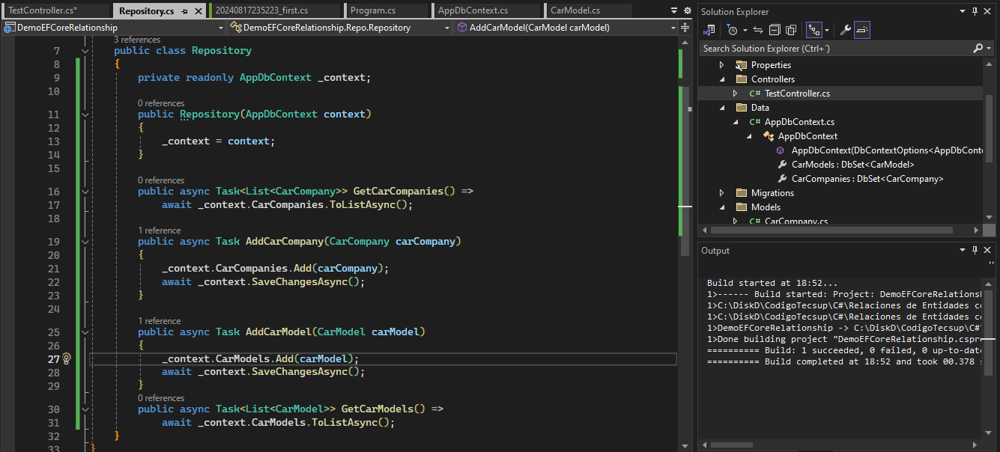 TestController.cs*
Repository.cs
20240817235223_first.cs
Program.cs
AppDbContext.cs
CarModel.cs
DemoEFCoreRelationship
DemoEFCoreRelationship.Repo.Repository
AddCarModel(CarModel carModel)
3 references
7 public class Repository
8 {
9 private readonly AppDbContext _context;
10
0 references
11 public Repository(AppDbContext context)
12 {
13 _context = context;
14 }
15
0 references
16 public async Task<List<CarCompany>> GetCarCompanies() =>
17 await _context.CarCompanies.ToListAsync();
18
1 reference
19 public async Task AddCarCompany(CarCompany carCompany)
20 {
21 _context.CarCompanies.Add(carCompany);
22 await _context.SaveChangesAsync();
23 }
24
1 reference
25 public async Task AddCarModel(CarModel carModel)
26 {
27 _context.CarModels.Add(carModel);
28 await _context.SaveChangesAsync();
29 }
0 references
30 public async Task<List<CarModel>> GetCarModels() =>
31 await _context.CarModels.ToListAsync();
32 }
33 }
Solution Explorer
Search Solution Explorer (Ctrl+´)
Properties
Controllers
C# TestController.cs
Data
C# AppDbContext.cs
AppDbContext
AppDbContext(DbContextOptions<AppDbCont
CarModels : DbSet<CarModel>
CarCompanies : DbSet<CarCompany>
Migrations
Models
C# CarCompany.cs
Output
Build started at 18:52...
1>------ Build started: Project: DemoEFCoreRelations
1>C:\DiskD\CodigoTecsup\C#\Relaciones de Entidades c
1>C:\DiskD\CodigoTecsup\C#\Relaciones de Entidades c
1>DemoEFCoreRelationship -> C:\DiskD\CodigoTecsup\C#
1>Done building project "DemoEFCoreRelationship.cspr
========== Build: 1 succeeded, 0 failed, 0 up-to-dat
========== Build completed at 18:52 and took 00.378